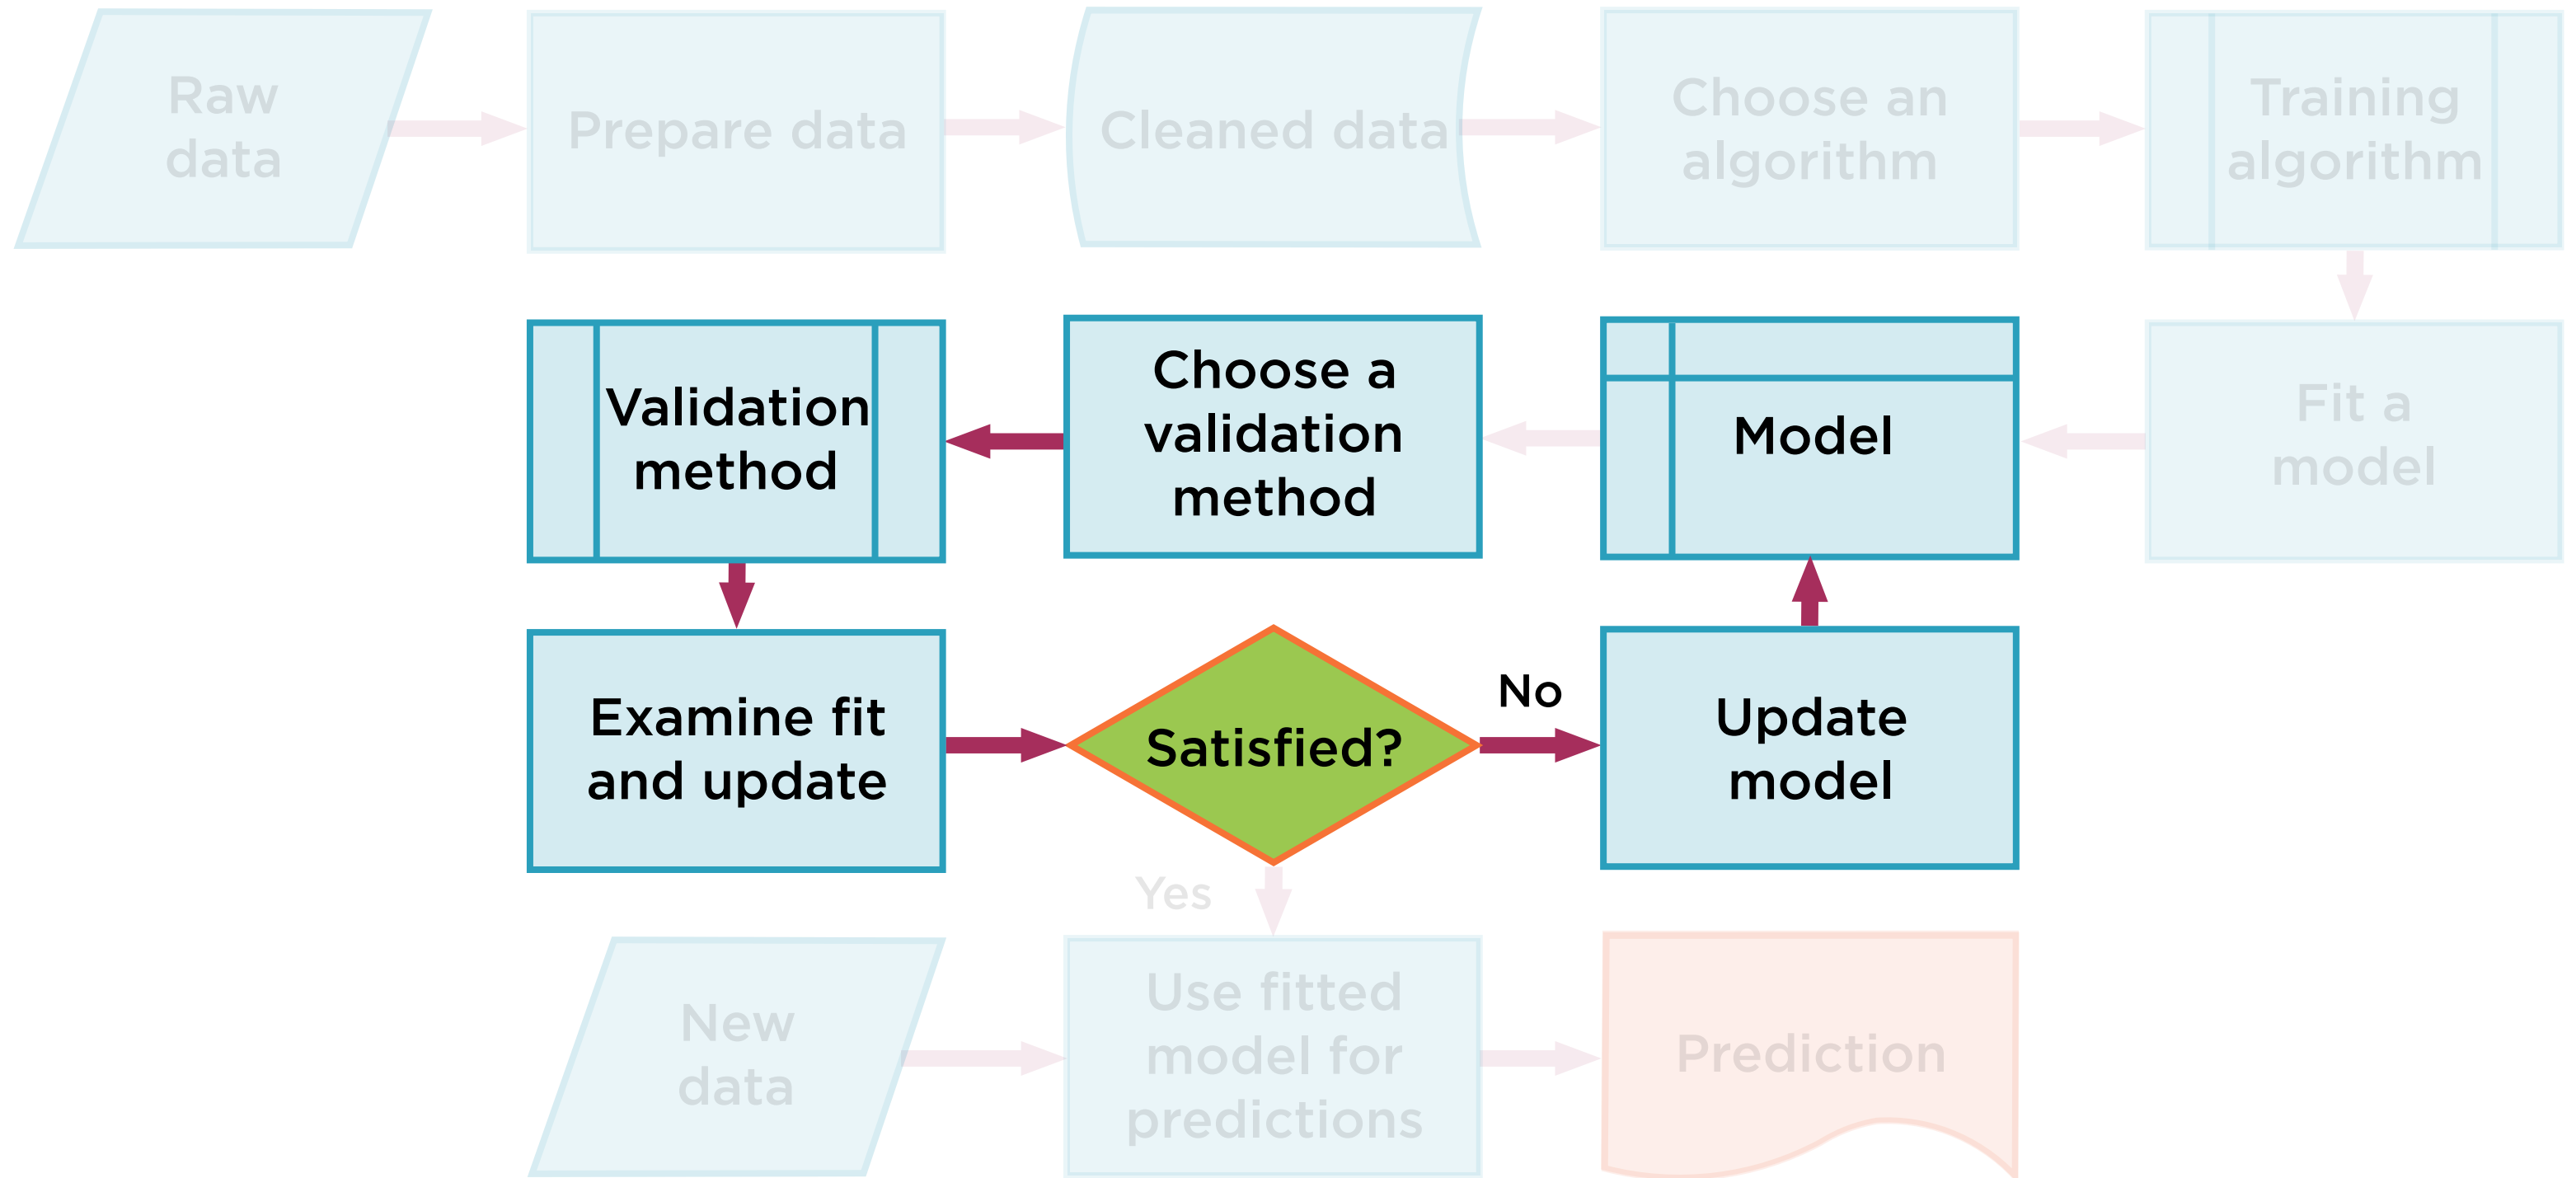 Raw
data
Prepare data
Cleaned data
Choose an
algorithm
Training
algorithm
Validation
method
Choose a
validation
method
Model
Fit a
model
Examine fit
and update
Satisfied?
No
Update
model
Yes
New
data
Use fitted
model for
predictions
Prediction